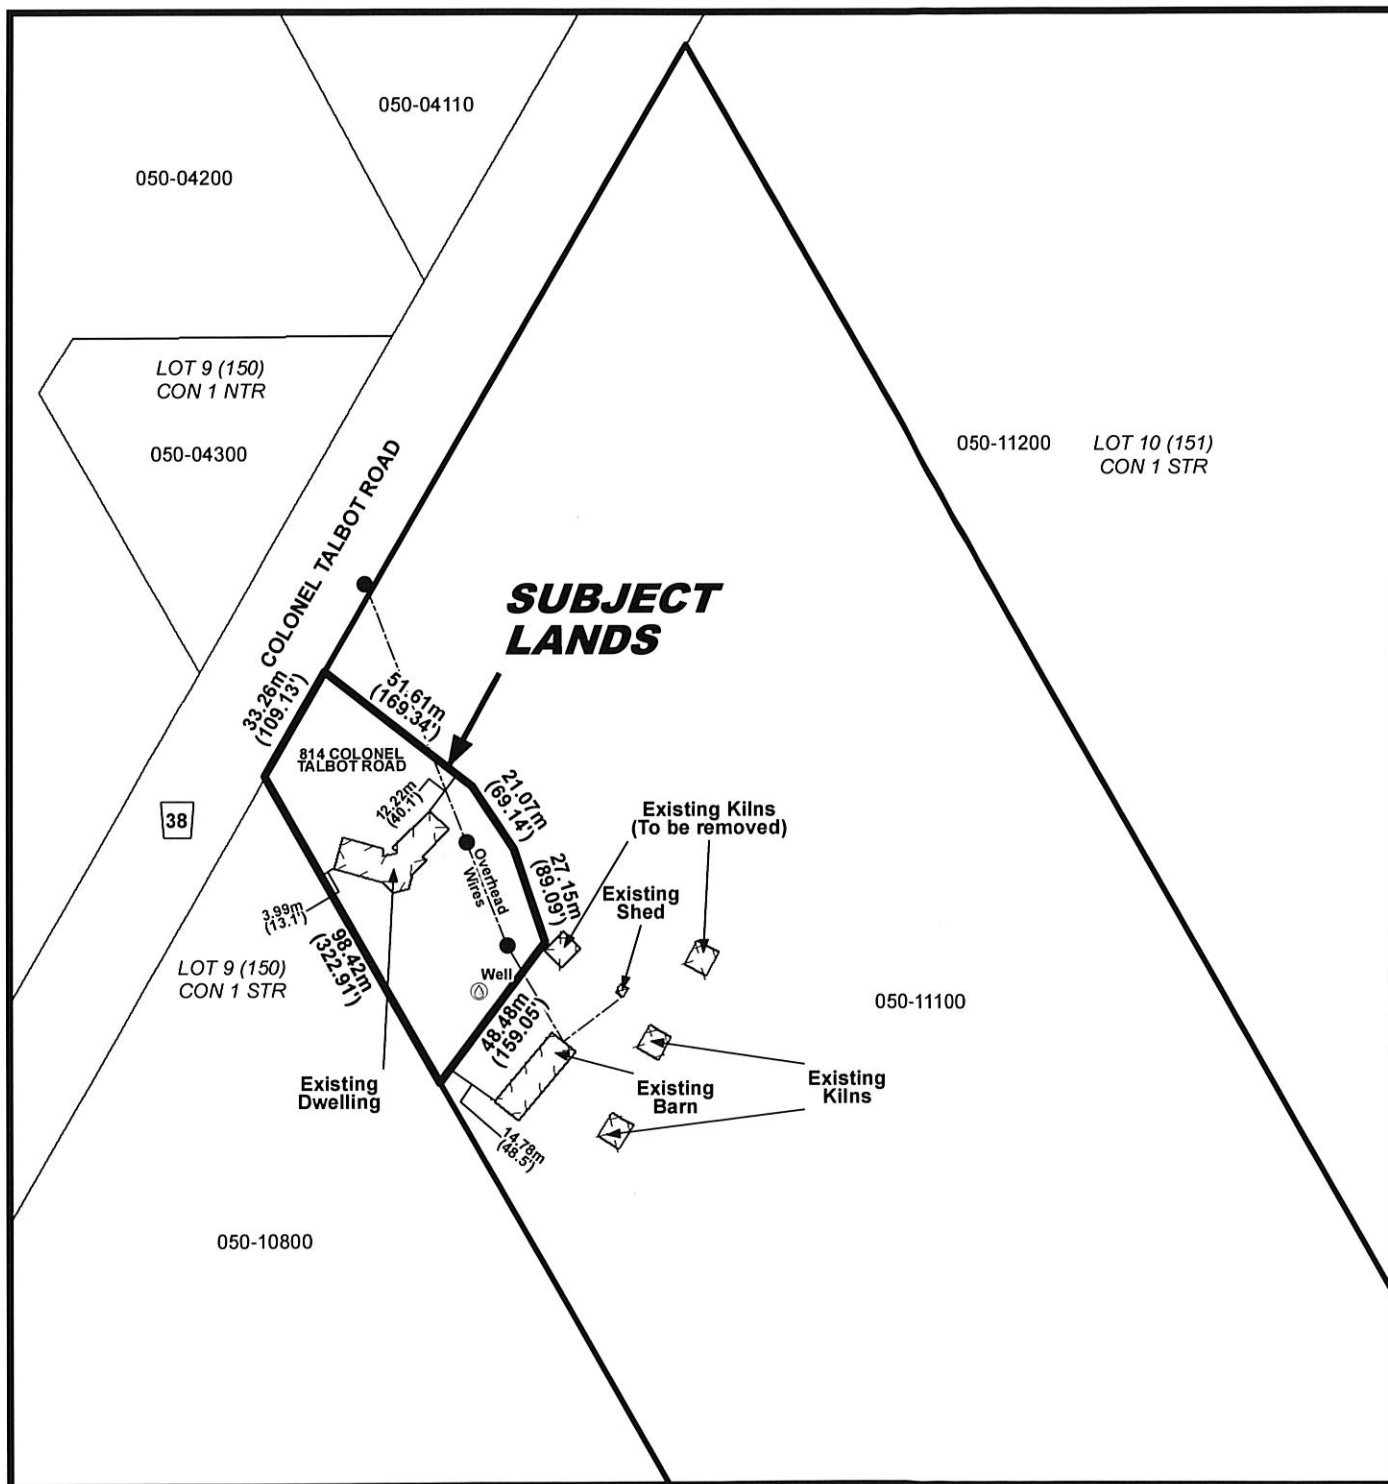 050-04110
050-04200
LOT 9 (150)
CON 1 NTR
050-04300
COLONEL TALBOT ROAD
050-11200
LOT 10 (151)
CON 1 STR
SUBJECT
LANDS
33.26m
(109.13')
51.61m
(169.34')
814 COLONEL
TALBOT ROAD
12.22m
(40.1')
21.07m
(69.14')
38
Existing Kilns
(To be removed)
Overhead
Wires
27.15m
(89.09')
Existing
Shed
3.99m
(13.1')
98.42m
(322.91')
LOT 9 (150)
CON 1 STR
Well
48.48m
(159.05')
050-11100
Existing
Dwelling
Existing
Barn
Existing
Kilns
14.78m
(48.5')
050-10800